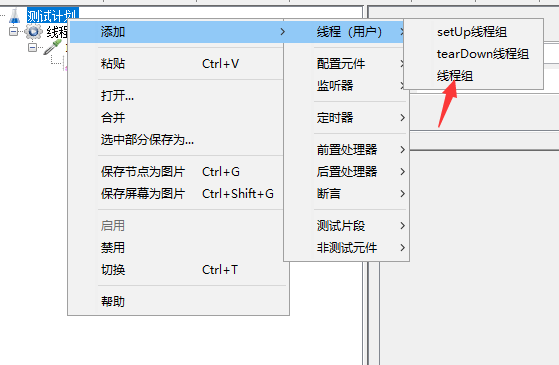 测试计划
线程
添加
粘贴 Ctrl+V
打开...
合并
选中部分保存为...
保存节点为图片 Ctrl+G
保存屏幕为图片 Ctrl+Shift+G
启用
禁用
切换 Ctrl+T
帮助
线程（用户）
配置元件
监听器
定时器
前置处理器
后置处理器
断言
测试片段
非测试元件
setUp线程组
tearDown线程组
线程组